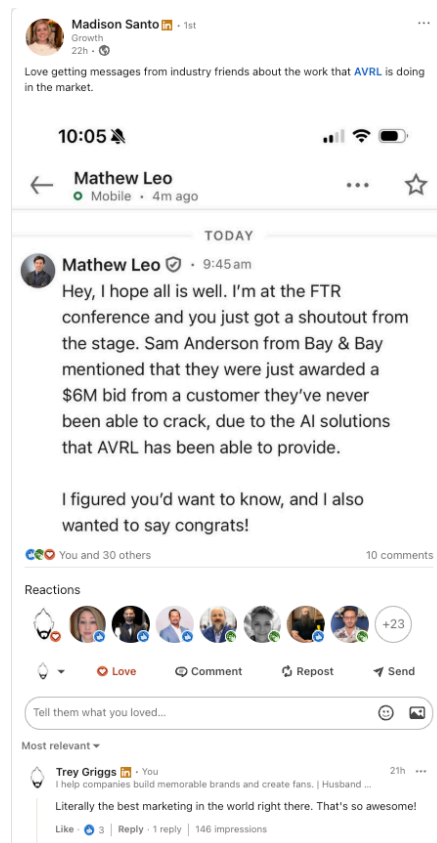 Madison Santo in · 1st
Growth
22h ·
Love getting messages from industry friends about the work that AVRL is doing
in the market.
10:05
Mathew Leo
Mobile · 4m ago
TODAY
Mathew Leo · 9:45 am
Hey, I hope all is well. I'm at the FTR
conference and you just got a shoutout from
the stage. Sam Anderson from Bay & Bay
mentioned that they were just awarded a
$6M bid from a customer they've never
been able to crack, due to the AI solutions
that AVRL has been able to provide.
I figured you'd want to know, and I also
wanted to say congrats!
You and 30 others
10 comments
Reactions
+23
Love
Comment
Repost
Send
Tell them what you loved...
Most relevant
Trey Griggs in · You
21h
I help companies build memorable brands and create fans. | Husband ...
Literally the best marketing in the world right there. That's so awesome!
Like · 3 | Reply · 1 reply | 146 impressions